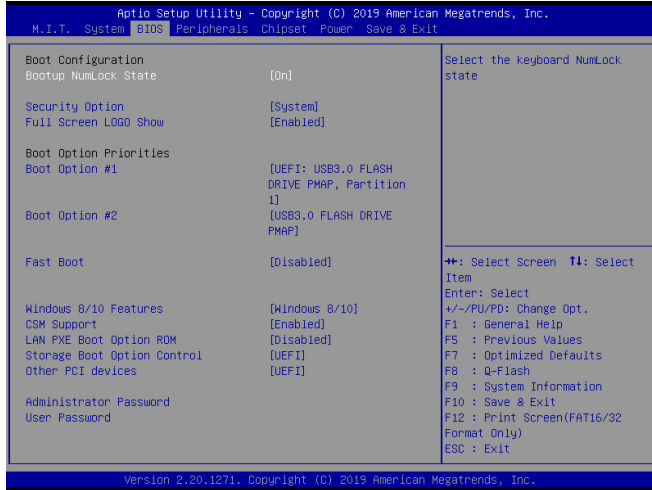 Aptio Setup Utility – Copyright (C) 2019 American Megatrends, Inc.
M.I.T. System BIOS Peripherals Chipset Power Save & Exit
Boot Configuration
Bootup NumLock State [On]
Security Option [System]
Full Screen LOGO Show [Enabled]
Boot Option Priorities
Boot Option #1 [UEFI: USB3.0 FLASH
DRIVE PMAP, Partition
1]
Boot Option #2 [USB3.0 FLASH DRIVE
PMAP]
Fast Boot [Disabled]
Windows 8/10 Features [Windows 8/10]
CSM Support [Enabled]
LAN PXE Boot Option ROM [Disabled]
Storage Boot Option Control [UEFI]
Other PCI devices [UEFI]
Administrator Password
User Password
Select the keyboard NumLock
state
→←: Select Screen ↑↓: Select
Item
Enter: Select
+/-/PU/PD: Change Opt.
F1 : General Help
F5 : Previous Values
F7 : Optimized Defaults
F8 : Q-Flash
F9 : System Information
F10 : Save & Exit
F12 : Print Screen(FAT16/32
Format Only)
ESC : Exit
Version 2.20.1271. Copyright (C) 2019 American Megatrends, Inc.